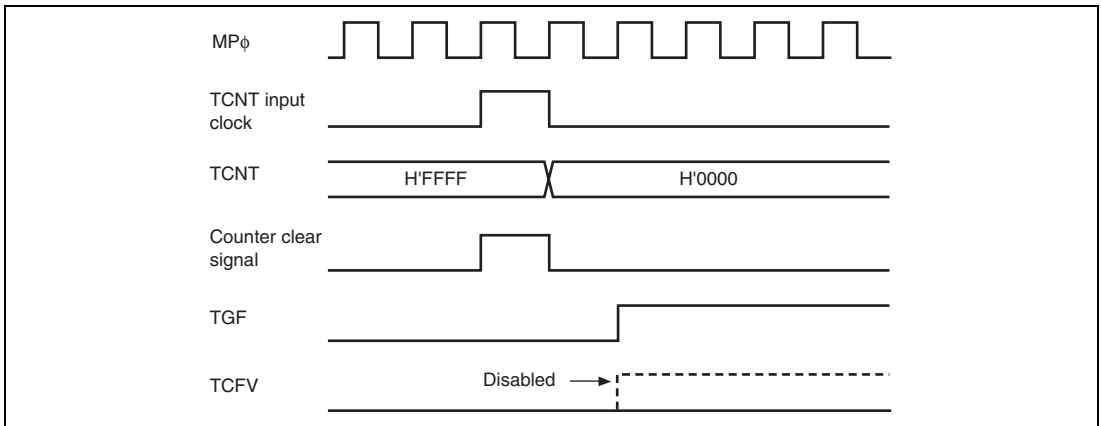 MPϕ
TCNT input
clock
TCNT
H'FFFF
H'0000
Counter clear
signal
TGF
Disabled
TCFV